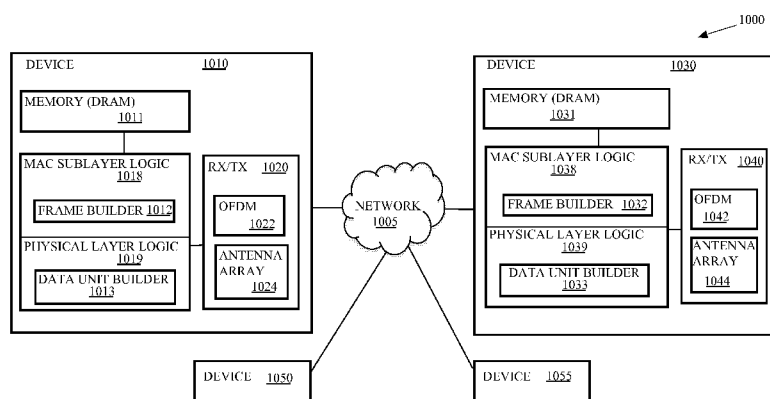 1000
DEVICE 1010
MEMORY (DRAM)
1011
MAC SUBLAYER LOGIC
1018
FRAME BUILDER 1012
PHYSICAL LAYER LOGIC
1019
DATA UNIT BUILDER
1013
RX/TX 1020
OFDM
1022
ANTENNA
ARRAY
1024
NETWORK
1005
DEVICE 1030
MEMORY (DRAM)
1031
MAC SUBLAYER LOGIC
1038
FRAME BUILDER 1032
PHYSICAL LAYER LOGIC
1039
DATA UNIT BUILDER
1033
RX/TX 1040
OFDM
1042
ANTENNA
ARRAY
1044
DEVICE 1050
DEVICE 1055